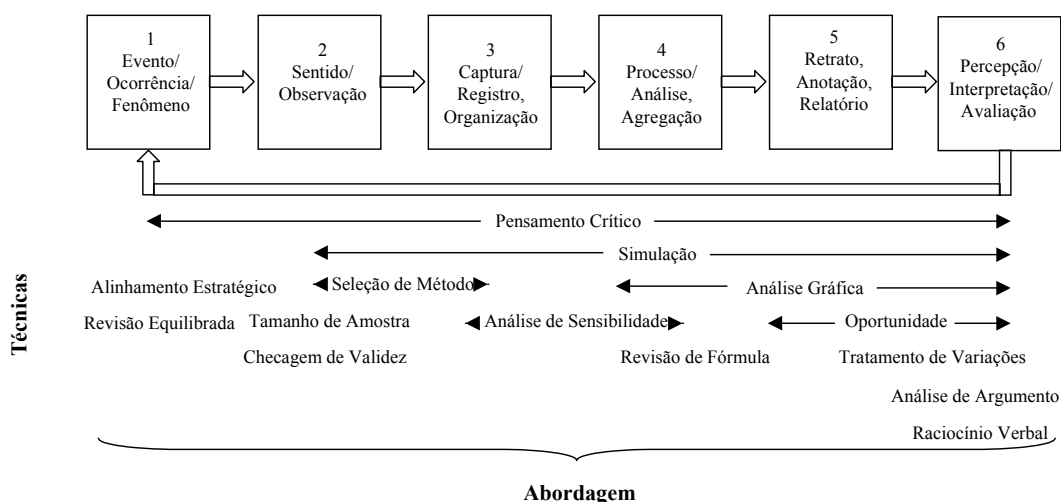 1
Evento/
Ocorrência/
Fenômeno
2
Sentido/
Observação
3
Captura/
Registro,
Organização
4
Processo/
Análise,
Agregação
5
Retrato,
Anotação,
Relatório
6
Percepção/
Interpretação/
Avaliação
Pensamento Crítico
Simulação
Alinhamento Estratégico
Seleção de Método
Análise Gráfica
Revisão Equilibrada
Tamanho de Amostra
Análise de Sensibilidade
Oportunidade
Checagem de Validez
Revisão de Fórmula
Tratamento de Variações
Análise de Argumento
Raciocínio Verbal
Técnicas
Abordagem